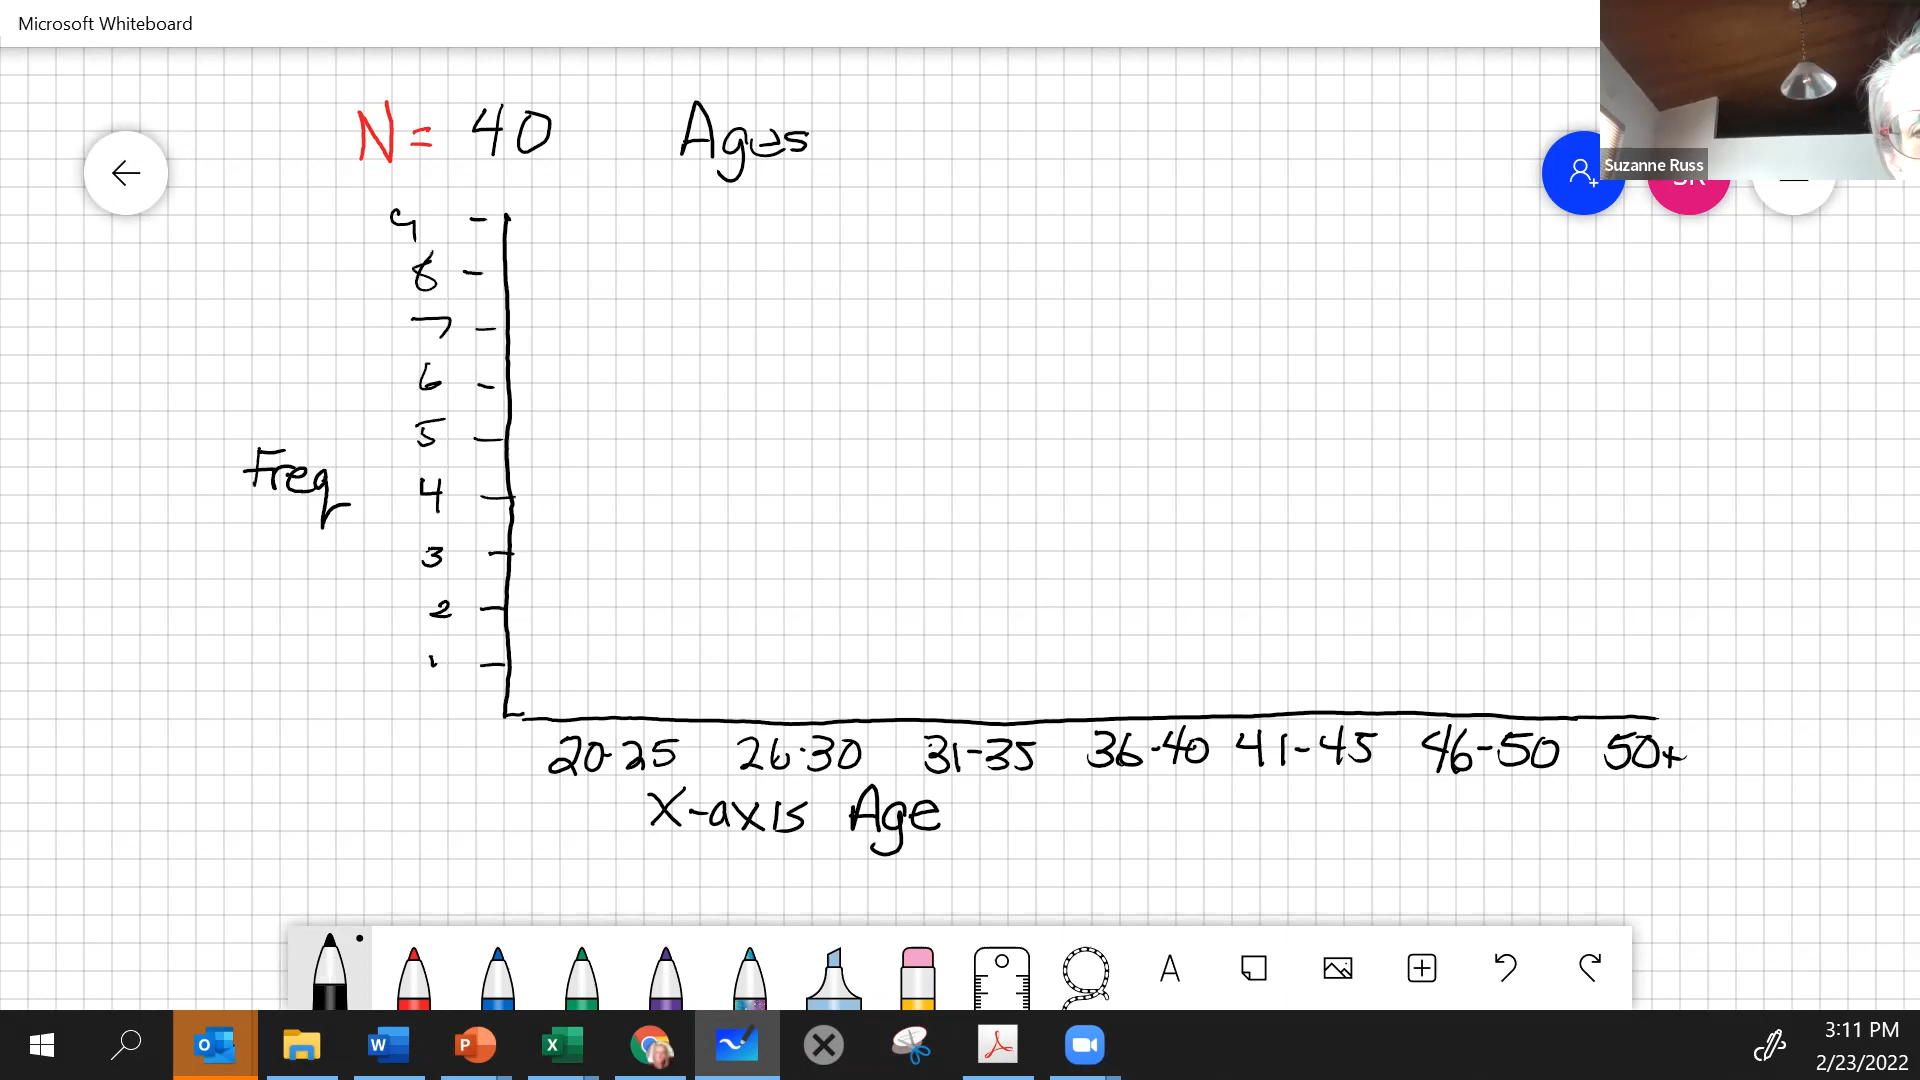 Microsoft Whiteboard
N= 40 Ages
Suzanne Russ
SR
9
8
7
6
5
Freq
4
3
2
1
20-25 26-30 31-35 36-40 41-45 46-50 50+
X-axis Age
A
3:11 PM
2/23/2022